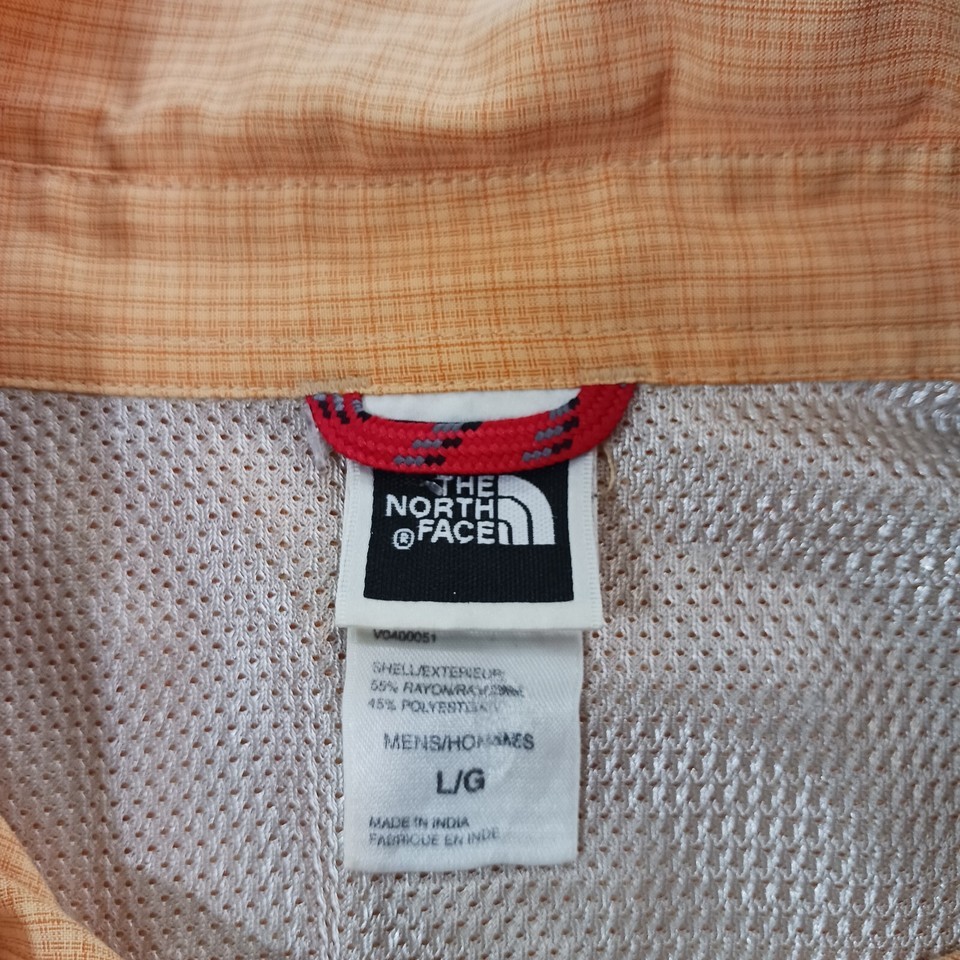 THE
NORTH
® FACE
V0400051
SHELL/EXTERIEUR:
55% RAYON/RAYONNE
45% POLYESTER
MENS/HOMMES
L/G
MADE IN INDIA
FABRIQUE EN INDE